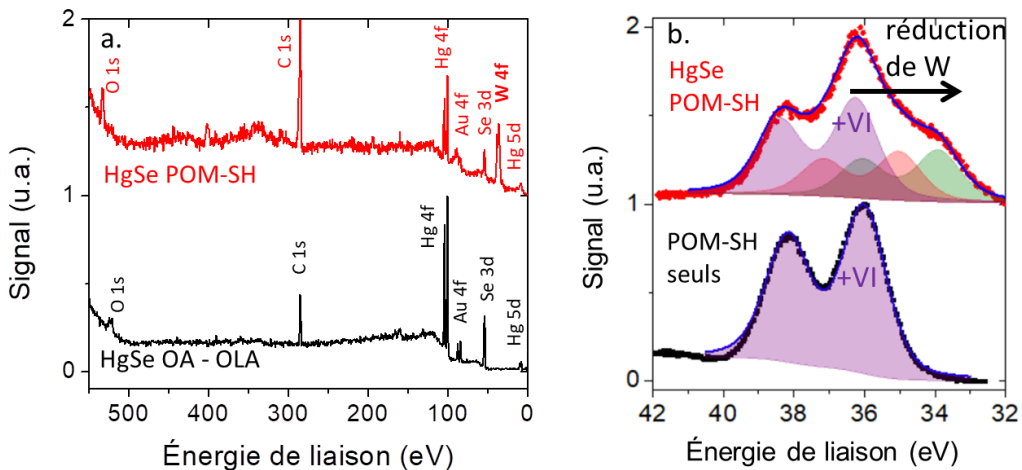 a.
Signal (u.a.)
2
1
0
O 1s
C 1s
Hg 4f
Au 4f
Se 3d
W 4f
Hg 5d
HgSe POM-SH
O 1s
C 1s
Hg 4f
Au 4f
Se 3d
Hg 5d
HgSe OA - OLA
500 400 300 200 100 0
Énergie de liaison (eV)
b.
Signal (u.a.)
2
1
0
réduction
de W
HgSe
POM-SH
+VI
POM-SH
seuls
+VI
42 40 38 36 34 32
Énergie de liaison (eV)